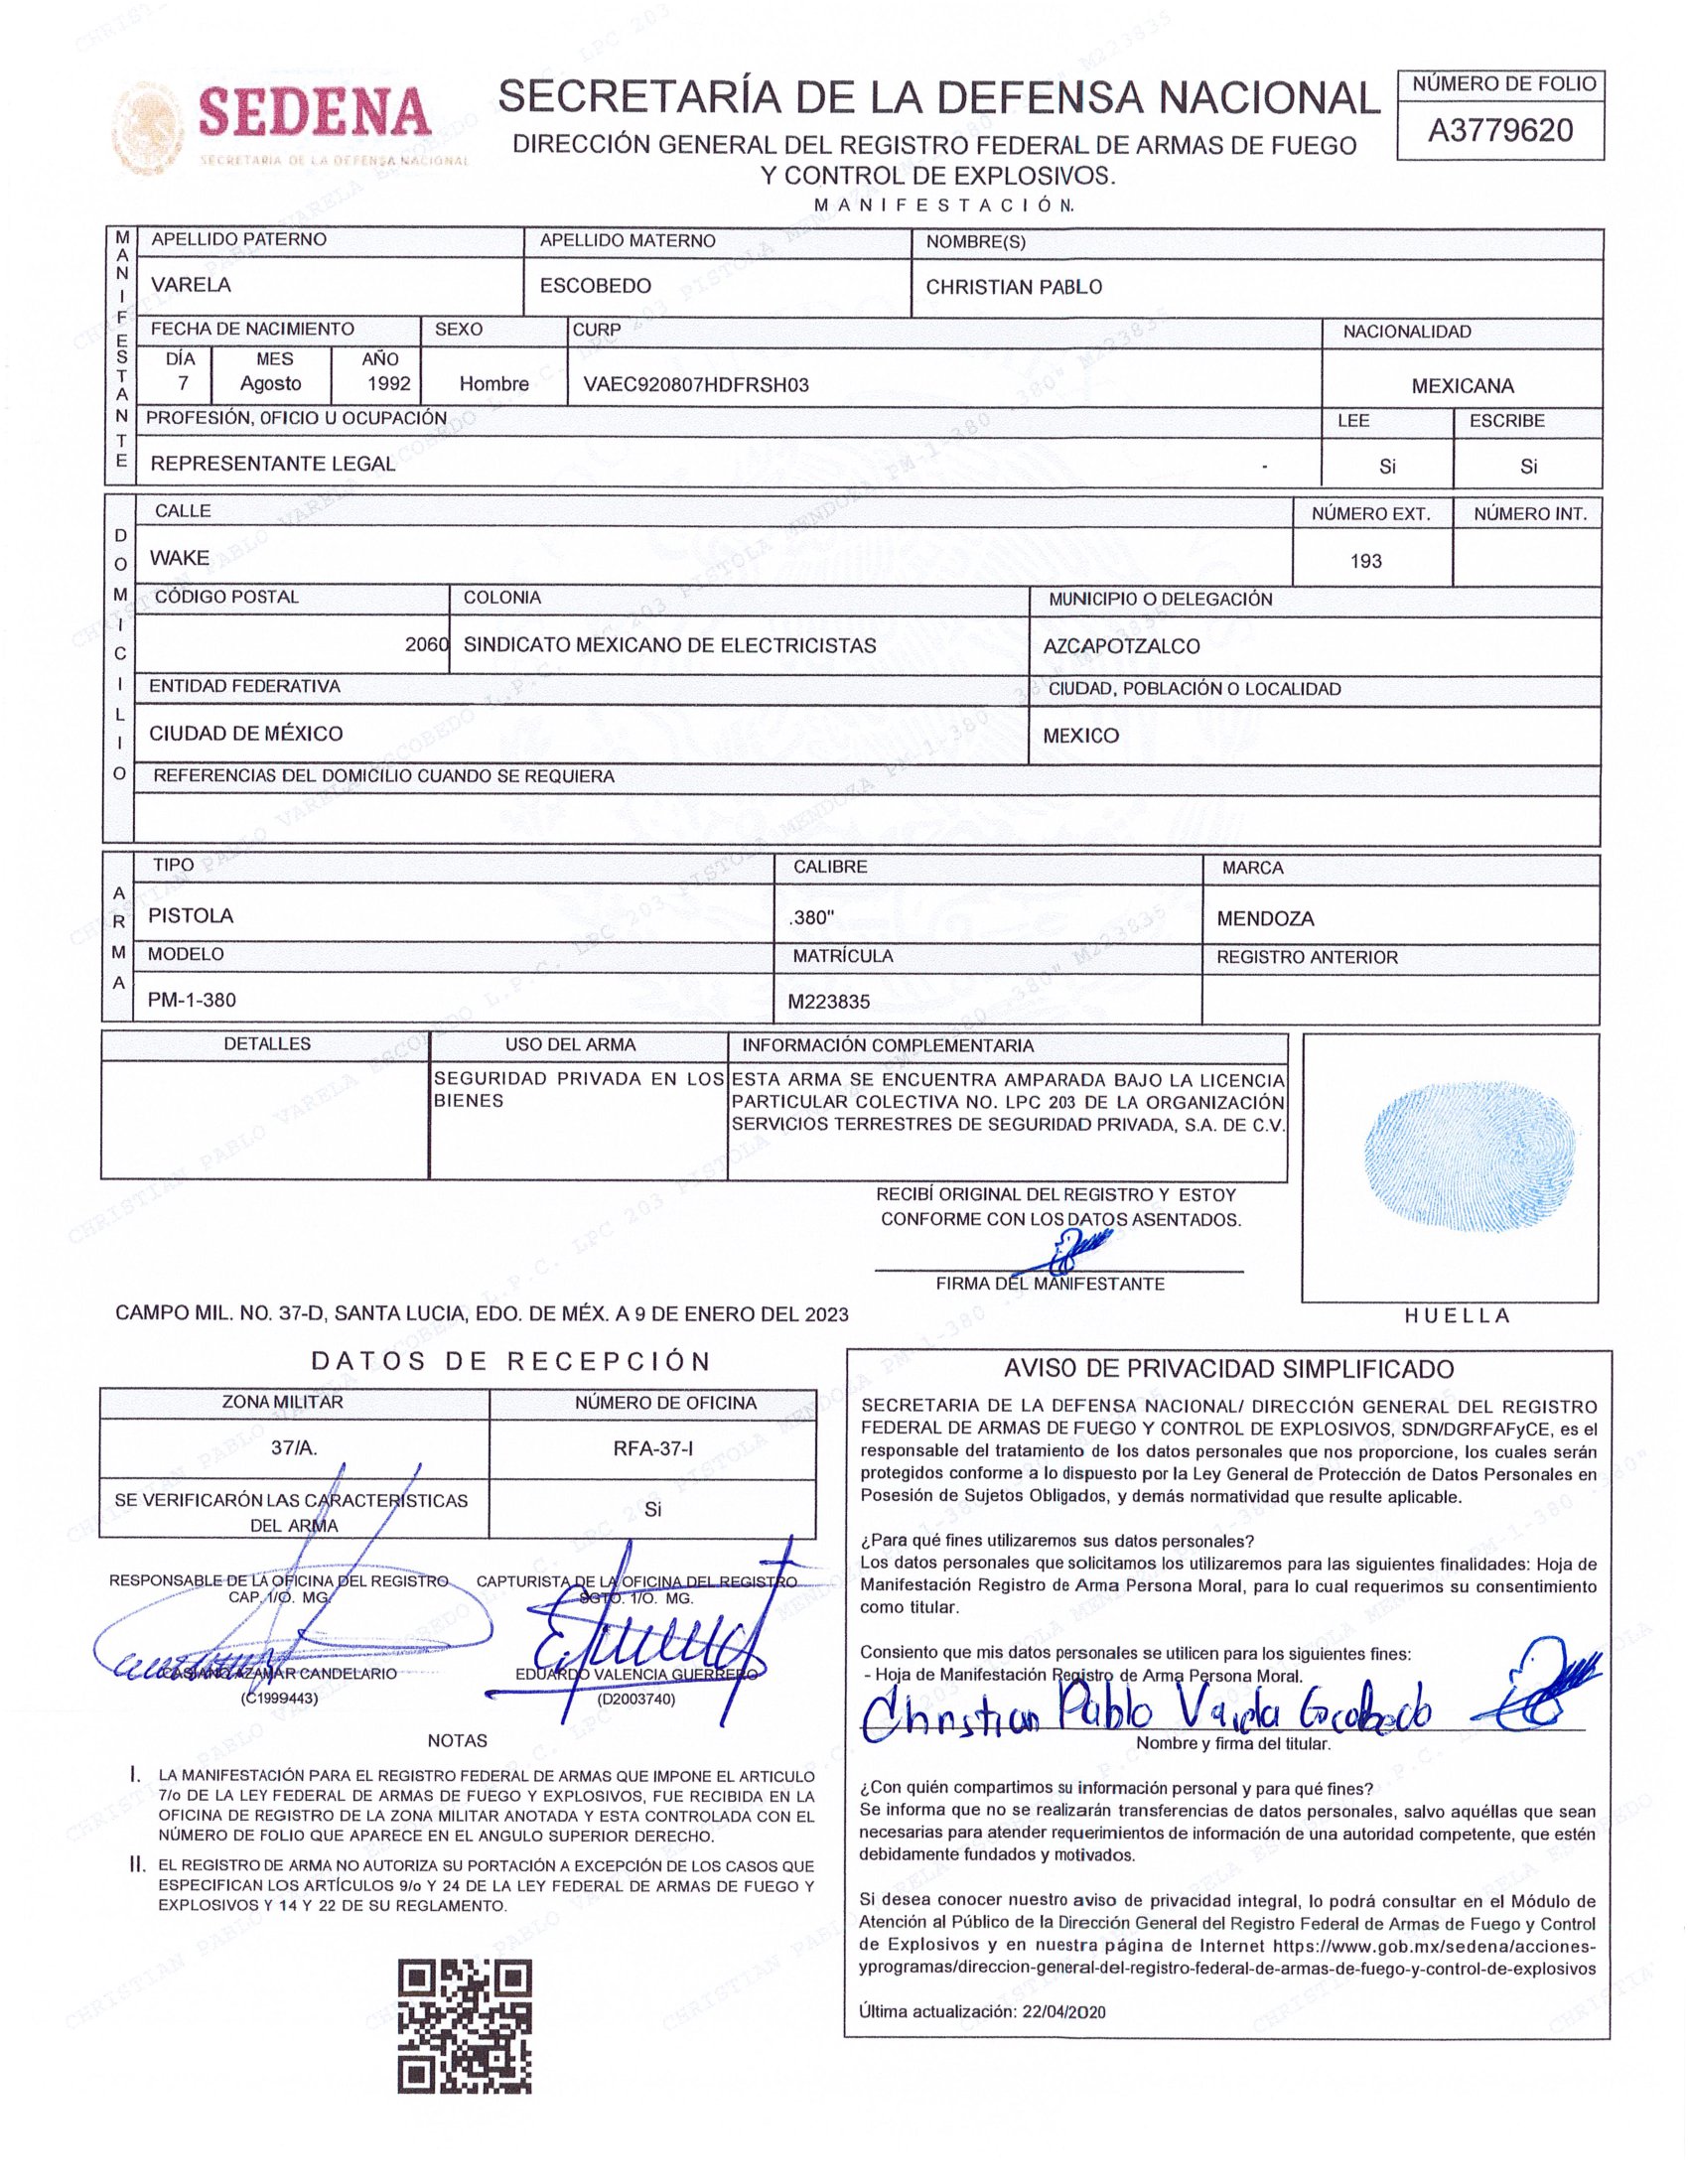 SEDENA
SECRETARÍA DE LA DEFENSA NACIONAL
SECRETARÍA DE LA DEFENSA NACIONAL
DIRECCIÓN GENERAL DEL REGISTRO FEDERAL DE ARMAS DE FUEGO
Y CONTROL DE EXPLOSIVOS.
MANIFESTACIÓN.
NÚMERO DE FOLIO
A3779620
MANIFESTANTE
APELLIDO PATERNO APELLIDO MATERNO NOMBRE(S)
VARELA ESCOBEDO CHRISTIAN PABLO
FECHA DE NACIMIENTO SEXO CURP NACIONALIDAD
DÍA MES AÑO
7 Agosto 1992 Hombre VAEC920807HDFRSH03 MEXICANA
PROFESIÓN, OFICIO U OCUPACIÓN LEE ESCRIBE
REPRESENTANTE LEGAL - Si Si
DOMICILIO
CALLE NÚMERO EXT. NÚMERO INT.
WAKE 193
CÓDIGO POSTAL COLONIA MUNICIPIO O DELEGACIÓN
2060 SINDICATO MEXICANO DE ELECTRICISTAS AZCAPOTZALCO
ENTIDAD FEDERATIVA CIUDAD, POBLACIÓN O LOCALIDAD
CIUDAD DE MÉXICO MEXICO
REFERENCIAS DEL DOMICILIO CUANDO SE REQUIERA
ARMA
TIPO CALIBRE MARCA
PISTOLA .380" MENDOZA
MODELO MATRÍCULA REGISTRO ANTERIOR
PM-1-380 M223835
DETALLES USO DEL ARMA INFORMACIÓN COMPLEMENTARIA
SEGURIDAD PRIVADA EN LOS BIENES
ESTA ARMA SE ENCUENTRA AMPARADA BAJO LA LICENCIA
PARTICULAR COLECTIVA NO. LPC 203 DE LA ORGANIZACIÓN
SERVICIOS TERRESTRES DE SEGURIDAD PRIVADA, S.A. DE C.V.
RECIBÍ ORIGINAL DEL REGISTRO Y ESTOY
CONFORME CON LOS DATOS ASENTADOS.
FIRMA DEL MANIFESTANTE
HUELLA
CAMPO MIL. NO. 37-D, SANTA LUCIA, EDO. DE MÉX. A 9 DE ENERO DEL 2023
DATOS DE RECEPCIÓN
ZONA MILITAR NÚMERO DE OFICINA
37/A. RFA-37-I
SE VERIFICARÓN LAS CARACTERÍSTICAS
DEL ARMA
Si
RESPONSABLE DE LA OFICINA DEL REGISTRO
CAP. I/O. MG.
CASIANO AZAMAR CANDELARIO
(C1999443)
CAPTURISTA DE LA OFICINA DEL REGISTRO
SGTO. 1/O. MG.
EDUARDO VALENCIA GUERRERO
(D2003740)
NOTAS
I. LA MANIFESTACIÓN PARA EL REGISTRO FEDERAL DE ARMAS QUE IMPONE EL ARTICULO
7/o DE LA LEY FEDERAL DE ARMAS DE FUEGO Y EXPLOSIVOS, FUE RECIBIDA EN LA
OFICINA DE REGISTRO DE LA ZONA MILITAR ANOTADA Y ESTA CONTROLADA CON EL
NÚMERO DE FOLIO QUE APARECE EN EL ANGULO SUPERIOR DERECHO.
II. EL REGISTRO DE ARMA NO AUTORIZA SU PORTACIÓN A EXCEPCIÓN DE LOS CASOS QUE
ESPECIFICAN LOS ARTÍCULOS 9/o Y 24 DE LA LEY FEDERAL DE ARMAS DE FUEGO Y
EXPLOSIVOS Y 14 Y 22 DE SU REGLAMENTO.
AVISO DE PRIVACIDAD SIMPLIFICADO
SECRETARIA DE LA DEFENSA NACIONAL/ DIRECCIÓN GENERAL DEL REGISTRO
FEDERAL DE ARMAS DE FUEGO Y CONTROL DE EXPLOSIVOS, SDN/DGRFAFyCE, es el
responsable del tratamiento de los datos personales que nos proporcione, los cuales serán
protegidos conforme a lo dispuesto por la Ley General de Protección de Datos Personales en
Posesión de Sujetos Obligados, y demás normatividad que resulte aplicable.
¿Para qué fines utilizaremos sus datos personales?
Los datos personales que solicitamos los utilizaremos para las siguientes finalidades: Hoja de
Manifestación Registro de Arma Persona Moral, para lo cual requerimos su consentimiento
como titular.
Consiento que mis datos personales se utilicen para los siguientes fines:
- Hoja de Manifestación Registro de Arma Persona Moral.
Christian Pablo Varela Escobedo
Nombre y firma del titular.
¿Con quién compartimos su información personal y para qué fines?
Se informa que no se realizarán transferencias de datos personales, salvo aquéllas que sean
necesarias para atender requerimientos de información de una autoridad competente, que estén
debidamente fundados y motivados.
Si desea conocer nuestro aviso de privacidad integral, lo podrá consultar en el Módulo de
Atención al Público de la Dirección General del Registro Federal de Armas de Fuego y Control
de Explosivos y en nuestra página de Internet https://www.gob.mx/sedena/acciones-
yprogramas/direccion-general-del-registro-federal-de-armas-de-fuego-y-control-de-explosivos
Última actualización: 22/04/2020